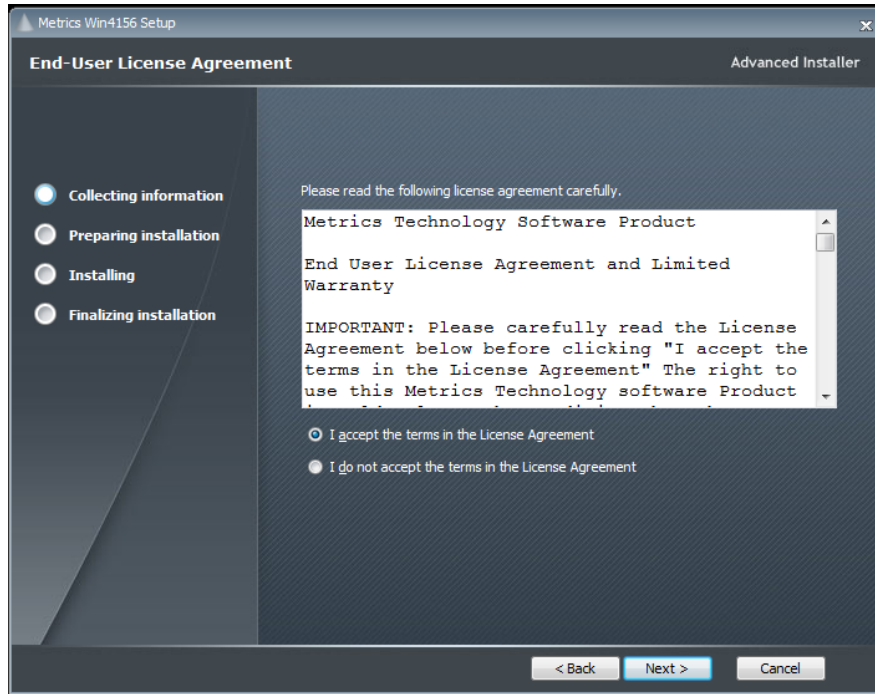 Metrics Win4156 Setup
End-User License Agreement
Advanced Installer
Collecting information
Preparing installation
Installing
Finalizing installation
Please read the following license agreement carefully.
Metrics Technology Software Product
End User License Agreement and Limited
Warranty
IMPORTANT: Please carefully read the License
Agreement below before clicking "I accept the
terms in the License Agreement" The right to
use this Metrics Technology software Product
I accept the terms in the License Agreement
I do not accept the terms in the License Agreement
< Back
Next >
Cancel